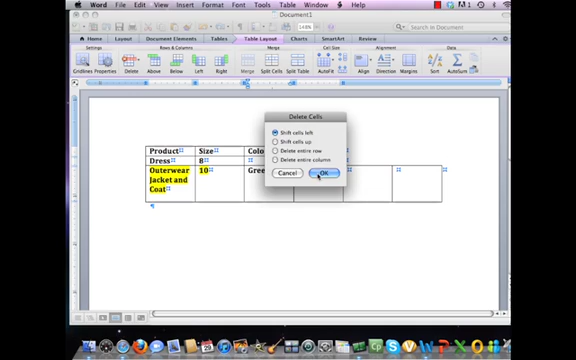 Word File Edit View Insert Format Font Tools Table Window Help
Document1
148%
Search in Document
Home Layout Document Elements Tables Table Layout Charts SmartArt Review
Settings Rows & Columns Merge Cell Size Alignment Data
Gridlines Properties Delete Above Below Left Right Merge Split Cells Split Table AutoFit Align Direction Margins Sort AutoSum
Delete Cells
Shift cells left
Shift cells up
Delete entire row
Delete entire column
Cancel OK
Product Size
Dress 8
Outerwear Jacket and Coat 10